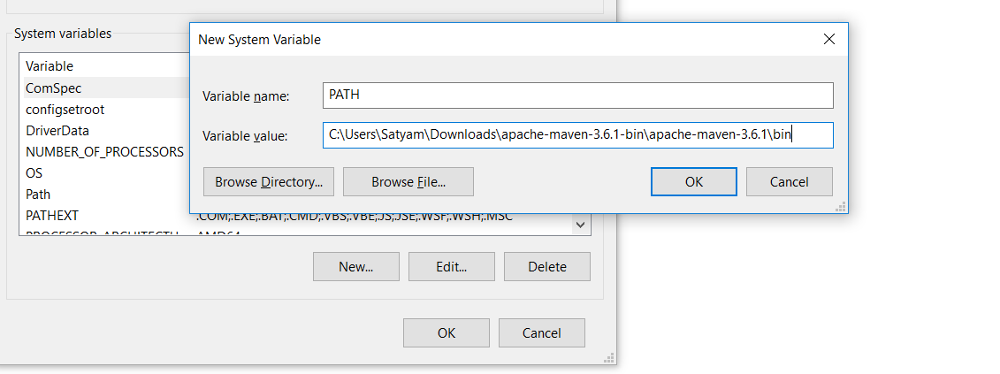 System variables
New System Variable
Variable
ComSpec
configsetroot
DriverData
NUMBER_OF_PROCESSORS
OS
Path
PATHEXT .COM;.EXE;.BAT;.CMD;.VBS;.VBE;.JS;.JSE;.WSF;.WSH;.MSC
PROCESSOR_ARCHITECTU... AMD64
Variable name: PATH
Variable value: C:\Users\Satyam\Downloads\apache-maven-3.6.1-bin\apache-maven-3.6.1\bin
Browse Directory... Browse File... OK Cancel
New... Edit... Delete
OK Cancel